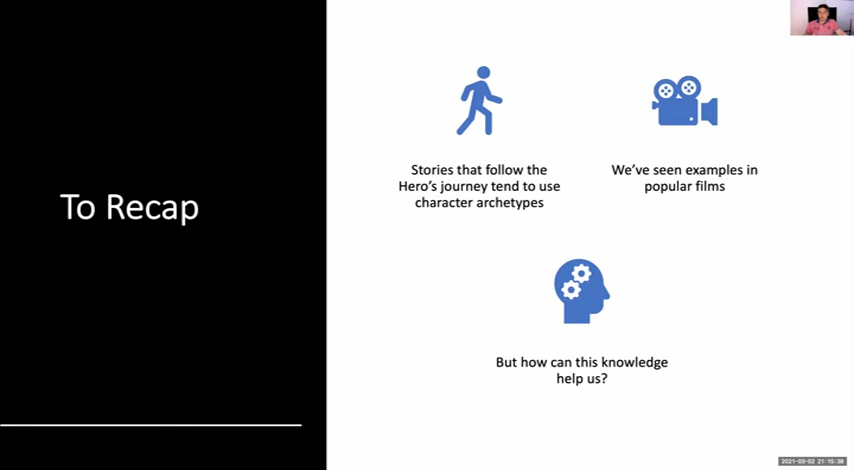 To Recap
Stories that follow the
Hero's journey tend to use
character archetypes
We've seen examples in
popular films
But how can this knowledge
help us?
2021-03-02 21:15:38